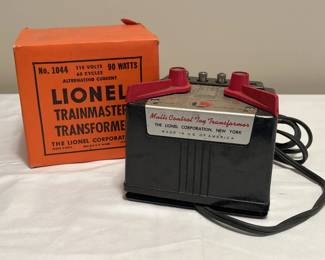 No. 1044
110 VOLTS
60 CYCLES
90 WATTS
ALTERNATING CURRENT
LIONEL
TRAINMASTER
TRANSFORMER
THE LIONEL CORPORATION
Multi Control Toy Transformer
THE LIONEL CORPORATION, NEW YORK
MADE IN U.S. OF AMERICA